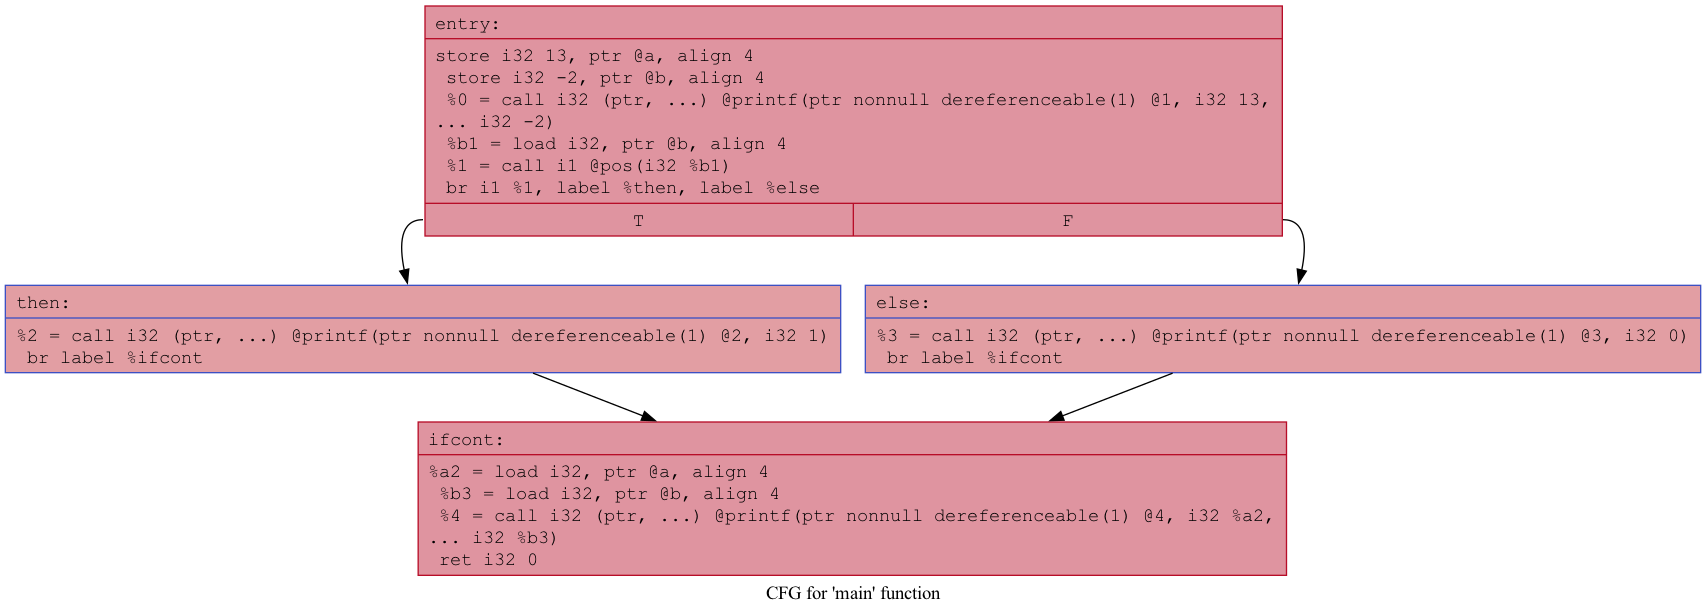 entry:
store i32 13, ptr @a, align 4
store i32 -2, ptr @b, align 4
%0 = call i32 (ptr, ...) @printf(ptr nonnull dereferenceable(1) @1, i32 13,
... i32 -2)
%b1 = load i32, ptr @b, align 4
%1 = call i1 @pos(i32 %b1)
br i1 %1, label %then, label %else
T F
then:
%2 = call i32 (ptr, ...) @printf(ptr nonnull dereferenceable(1) @2, i32 1)
br label %ifcont
else:
%3 = call i32 (ptr, ...) @printf(ptr nonnull dereferenceable(1) @3, i32 0)
br label %ifcont
ifcont:
%a2 = load i32, ptr @a, align 4
%b3 = load i32, ptr @b, align 4
%4 = call i32 (ptr, ...) @printf(ptr nonnull dereferenceable(1) @4, i32 %a2,
... i32 %b3)
ret i32 0
CFG for 'main' function